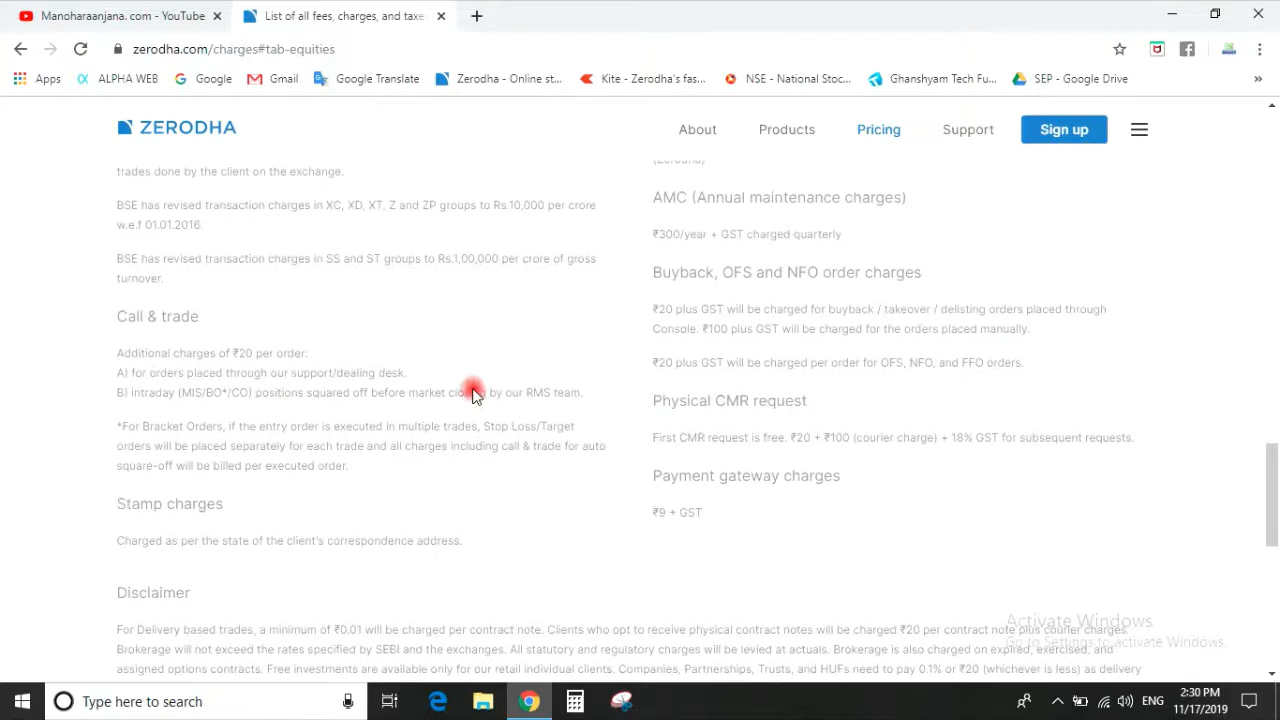 Manoharanjana. com - YouTube
List of all fees, charges, and taxe
zerodha.com/charges#tab-equities
Apps
ALPHA WEB
Google
Gmail
Google Translate
Zerodha - Online st...
Kite - Zerodha's fas...
NSE - National Stoc...
Ghanshyam Tech Fu...
SEP - Google Drive
»
ZERODHA
About
Products
Pricing
Support
Sign up
trades done by the client on the exchange.
BSE has revised transaction charges in XC, XD, XT, Z and ZP groups to Rs.10,000 per crore
w.e.f 01.01.2016.
BSE has revised transaction charges in SS and ST groups to Rs.1,00,000 per crore of gross
turnover.
Call & trade
Additional charges of ₹20 per order:
A) for orders placed through our support/dealing desk.
B) intraday (MIS/BO*/CO) positions squared off before market by our RMS team.
*For Bracket Orders, if the entry order is executed in multiple trades, Stop Loss/Target
orders will be placed separately for each trade and all charges including call & trade for auto
square-off will be billed per executed order.
Stamp charges
Charged as per the state of the client's correspondence address.
(Zerodha)
AMC (Annual maintenance charges)
₹300/year + GST charged quarterly
Buyback, OFS and NFO order charges
₹20 plus GST will be charged for buyback / takeover / delisting orders placed through
Console. ₹100 plus GST will be charged for the orders placed manually.
₹20 plus GST will be charged per order for OFS, NFO, and FFO orders.
Physical CMR request
First CMR request is free. ₹20 + ₹100 (courier charge) + 18% GST for subsequent requests.
Payment gateway charges
₹9 + GST
Disclaimer
For Delivery based trades, a minimum of ₹0.01 will be charged per contract note. Clients who opt to receive physical contract notes will be charged ₹20 per contract note plus courier charges.
Brokerage will not exceed the rates specified by SEBI and the exchanges. All statutory and regulatory charges will be levied at actuals. Brokerage is also charged on expired, exercised, and
assigned options contracts. Free investments are available only for our retail individual clients. Companies, Partnerships, Trusts, and HUFs need to pay 0.1% or ₹20 (whichever is less) as delivery
Activate Windows
Go to Settings to activate Windows.
Type here to search
ENG
2:30 PM
11/17/2019